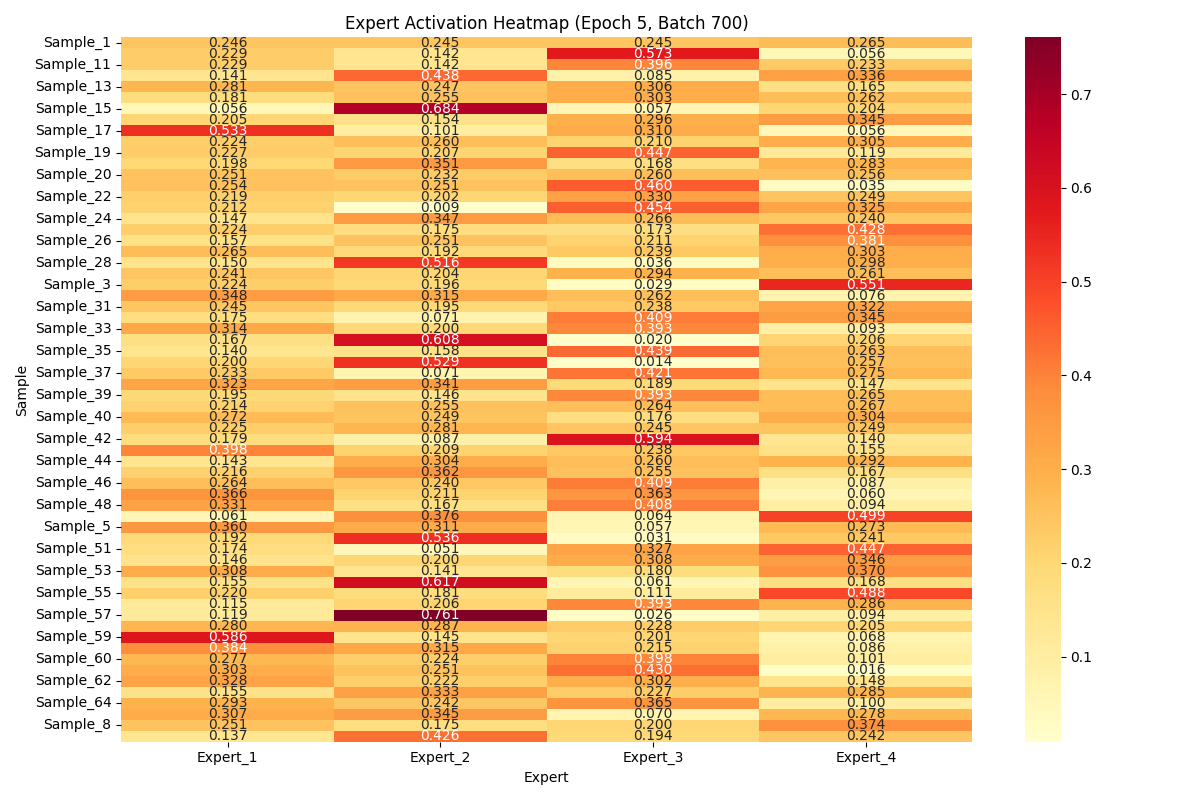 Expert Activation Heatmap (Epoch 5, Batch 700)
Sample_1 0.246 0.245 0.245 0.265
0.229 0.142 0.573 0.056
Sample_11 0.229 0.142 0.396 0.233
0.141 0.438 0.085 0.336
Sample_13 0.281 0.247 0.306 0.165
0.181 0.255 0.303 0.262
Sample_15 0.056 0.684 0.057 0.204
0.205 0.154 0.296 0.345
Sample_17 0.533 0.101 0.310 0.056
0.224 0.260 0.210 0.305
Sample_19 0.227 0.207 0.447 0.119
0.198 0.351 0.168 0.283
Sample_20 0.251 0.232 0.260 0.256
0.254 0.251 0.460 0.035
Sample_22 0.219 0.202 0.330 0.249
0.212 0.009 0.454 0.325
Sample_24 0.147 0.347 0.266 0.240
0.224 0.175 0.173 0.428
Sample_26 0.157 0.251 0.211 0.381
0.265 0.192 0.239 0.303
Sample_28 0.150 0.516 0.036 0.298
0.241 0.204 0.294 0.261
Sample_3 0.224 0.196 0.029 0.551
0.348 0.315 0.262 0.076
Sample_31 0.245 0.195 0.238 0.322
0.175 0.071 0.409 0.345
Sample_33 0.314 0.200 0.393 0.093
0.167 0.608 0.020 0.206
Sample_35 0.140 0.158 0.439 0.263
0.200 0.529 0.014 0.257
Sample_37 0.233 0.071 0.421 0.275
0.323 0.341 0.189 0.147
Sample_39 0.195 0.146 0.393 0.265
0.214 0.255 0.264 0.267
Sample_40 0.272 0.249 0.176 0.304
0.225 0.281 0.245 0.249
Sample_42 0.179 0.087 0.594 0.140
0.398 0.209 0.238 0.155
Sample_44 0.143 0.304 0.260 0.292
0.216 0.362 0.255 0.167
Sample_46 0.264 0.240 0.409 0.087
0.366 0.211 0.363 0.060
Sample_48 0.331 0.167 0.408 0.094
0.061 0.376 0.064 0.499
Sample_5 0.360 0.311 0.057 0.273
0.192 0.536 0.031 0.241
Sample_51 0.174 0.051 0.327 0.447
0.146 0.200 0.308 0.346
Sample_53 0.308 0.141 0.180 0.370
0.155 0.617 0.061 0.168
Sample_55 0.220 0.181 0.111 0.488
0.115 0.206 0.393 0.286
Sample_57 0.119 0.761 0.026 0.094
0.280 0.287 0.228 0.205
Sample_59 0.586 0.145 0.201 0.068
0.384 0.315 0.215 0.086
Sample_60 0.277 0.224 0.398 0.101
0.303 0.251 0.430 0.016
Sample_62 0.328 0.222 0.302 0.148
0.155 0.333 0.227 0.285
Sample_64 0.293 0.242 0.365 0.100
0.307 0.345 0.070 0.278
Sample_8 0.251 0.175 0.200 0.374
0.137 0.426 0.194 0.242
Expert_1 Expert_2 Expert_3 Expert_4
Expert
Sample
0.7
0.6
0.5
0.4
0.3
0.2
0.1